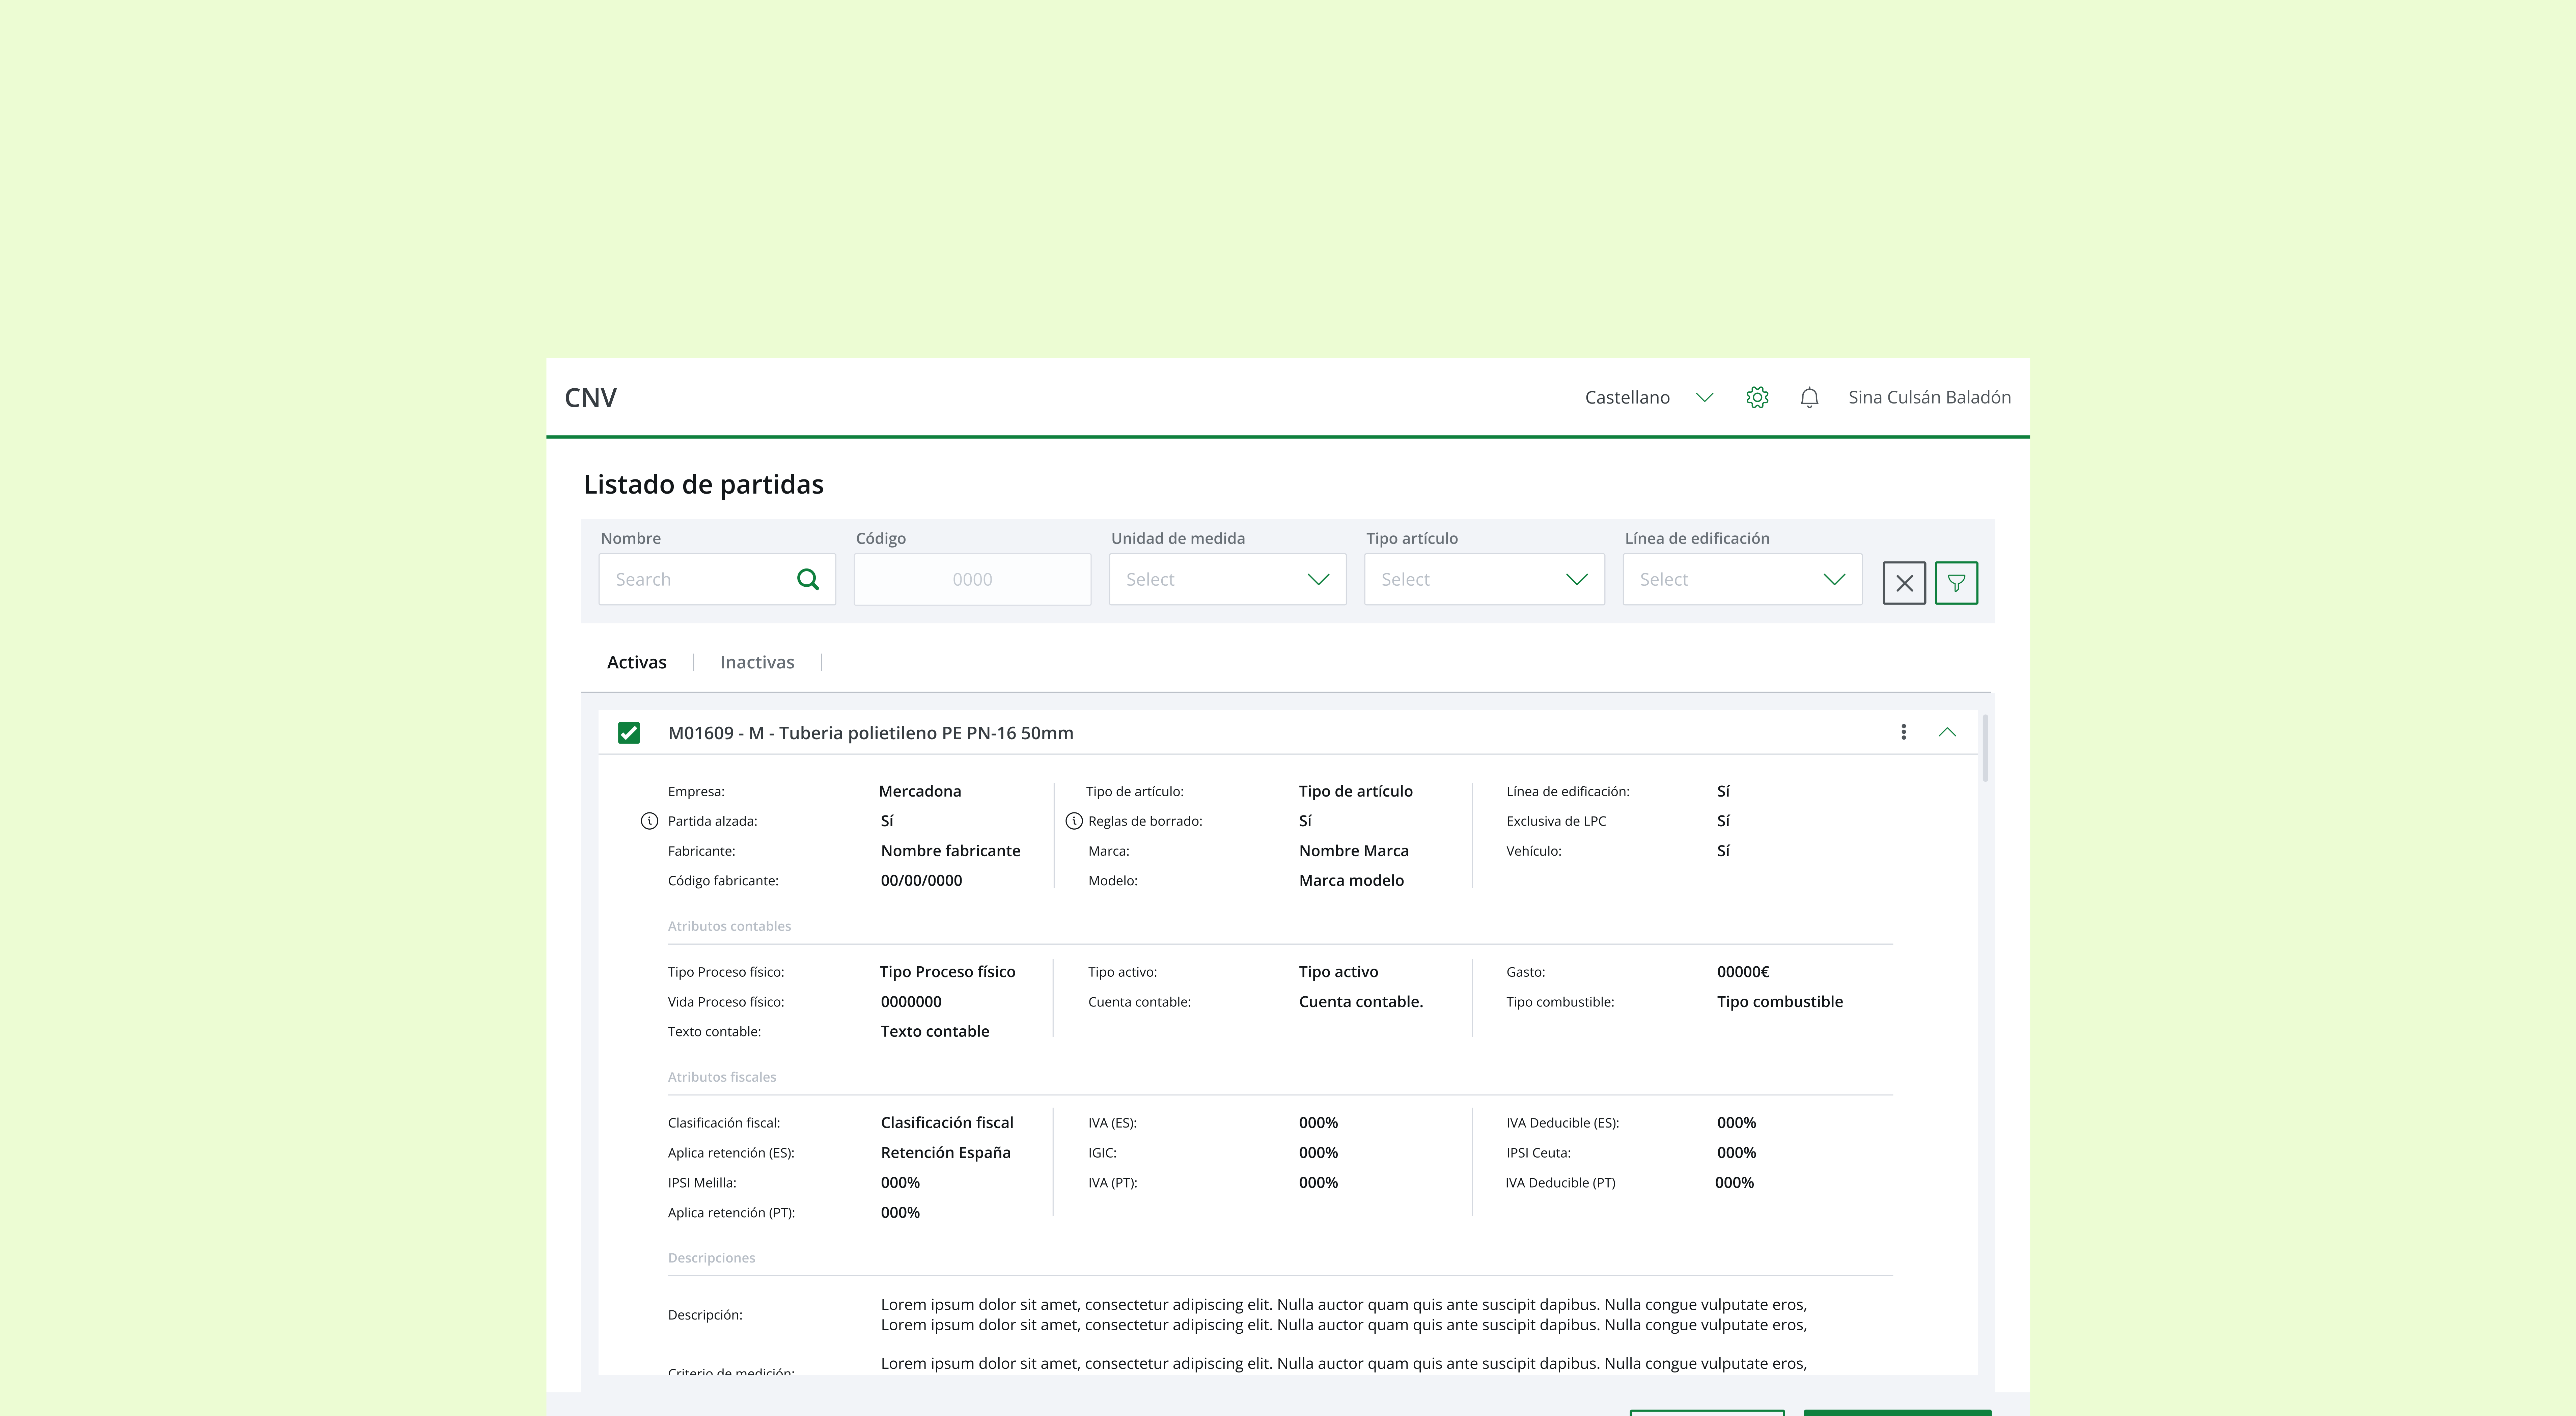 CNV
Castellano
Sina Culsán Baladón
Listado de partidas
Nombre
Código
Unidad de medida
Tipo artículo
Línea de edificación
Search
0000
Select
Select
Select
Activas
Inactivas
M01609 - M - Tuberia polietileno PE PN-16 50mm
Empresa: Mercadona Tipo de artículo: Tipo de artículo Línea de edificación: Sí
Partida alzada: Sí Reglas de borrado: Sí Exclusiva de LPC Sí
Fabricante: Nombre fabricante Marca: Nombre Marca Vehículo: Sí
Código fabricante: 00/00/0000 Modelo: Marca modelo
Atributos contables
Tipo Proceso físico: Tipo Proceso físico Tipo activo: Tipo activo Gasto: 00000€
Vida Proceso físico: 0000000 Cuenta contable: Cuenta contable. Tipo combustible: Tipo combustible
Texto contable: Texto contable
Atributos fiscales
Clasificación fiscal: Clasificación fiscal IVA (ES): 000% IVA Deducible (ES): 000%
Aplica retención (ES): Retención España IGIC: 000% IPSI Ceuta: 000%
IPSI Melilla: 000% IVA (PT): 000% IVA Deducible (PT) 000%
Aplica retención (PT): 000%
Descripciones
Descripción:
Lorem ipsum dolor sit amet, consectetur adipiscing elit. Nulla auctor quam quis ante suscipit dapibus. Nulla congue vulputate eros,
Lorem ipsum dolor sit amet, consectetur adipiscing elit. Nulla auctor quam quis ante suscipit dapibus. Nulla congue vulputate eros,
Lorem ipsum dolor sit amet, consectetur adipiscing elit. Nulla auctor quam quis ante suscipit dapibus. Nulla congue vulputate eros,
Criterio de medición: